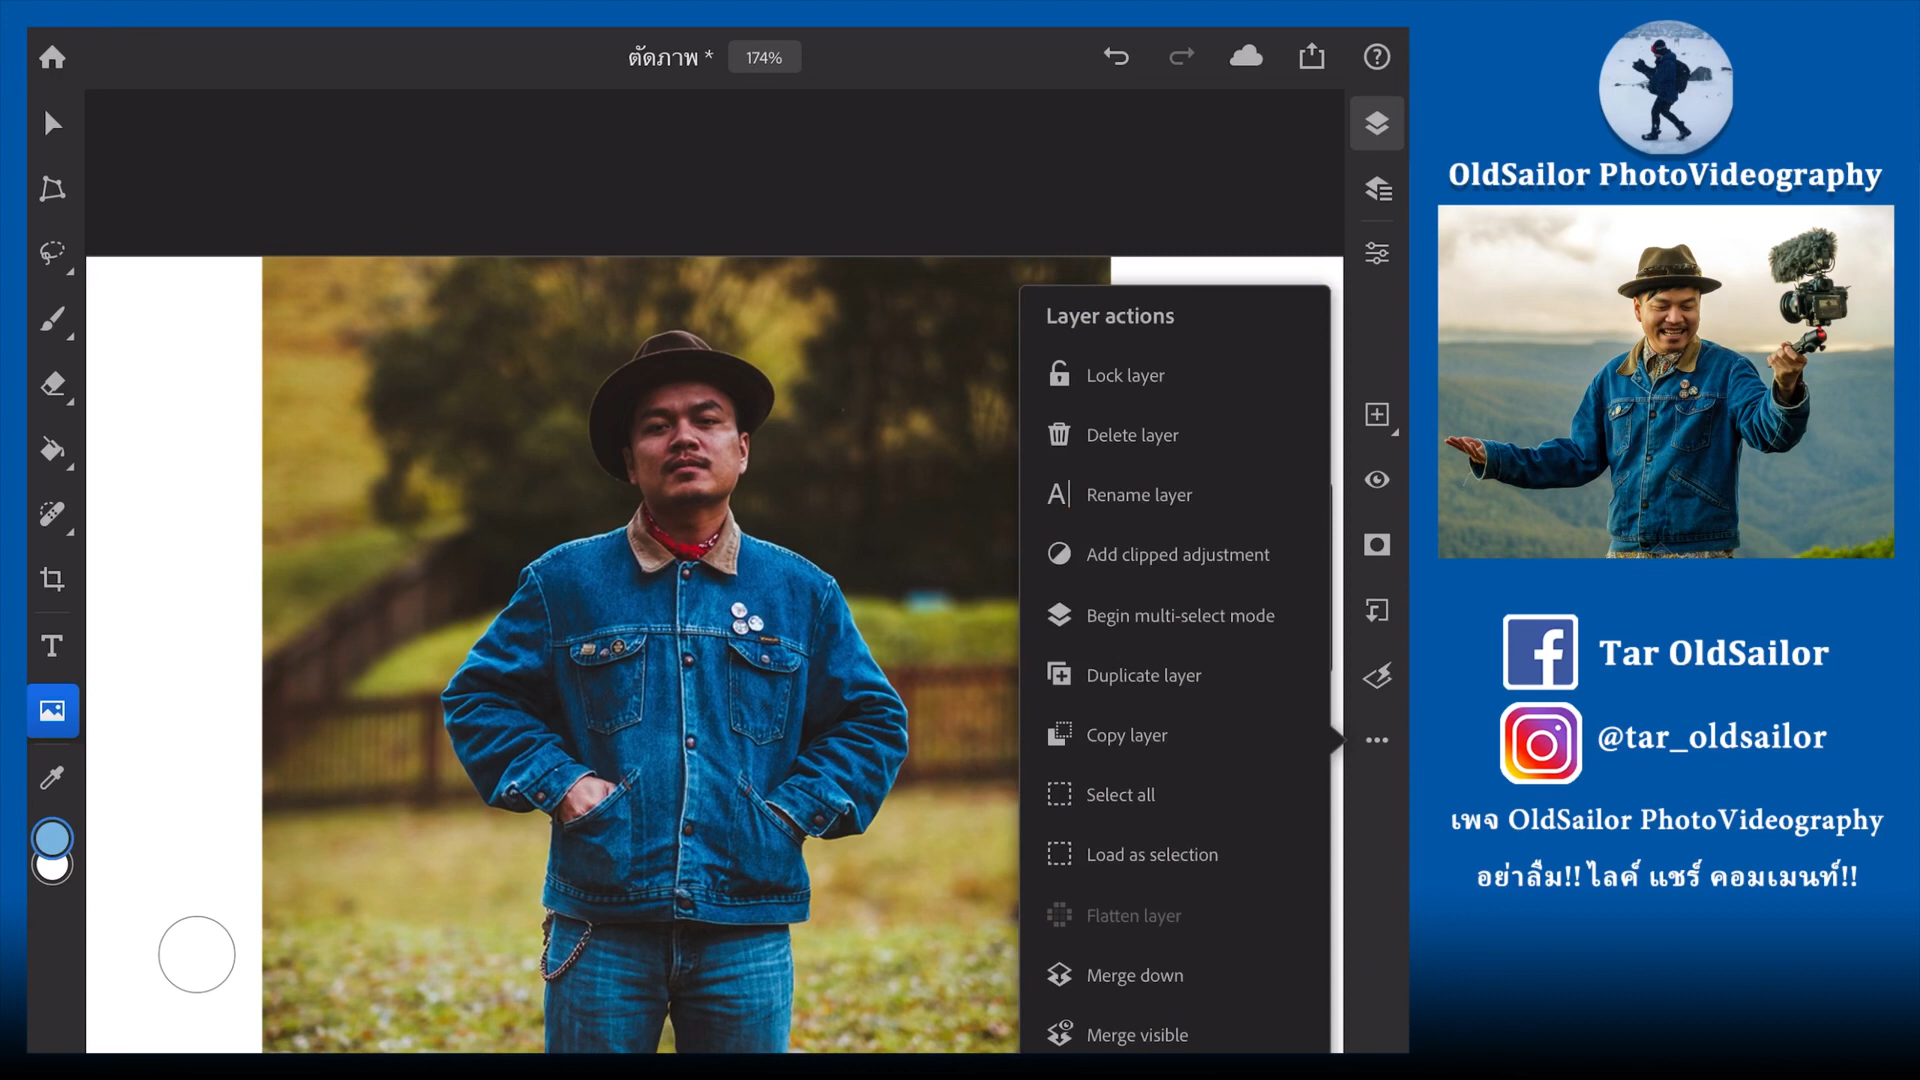 ตัดภาพ * 174%
Layer actions
Lock layer
Delete layer
Rename layer
Add clipped adjustment
Begin multi-select mode
Duplicate layer
Copy layer
Select all
Load as selection
Flatten layer
Merge down
Merge visible
OldSailor PhotoVideography
Tar OldSailor
@tar_oldsailor
เพจ OldSailor PhotoVideography
อย่าลืม!! ไลค์ แชร์ คอมเมนท์!!